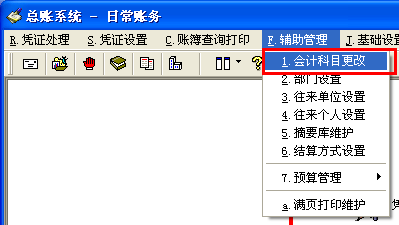 总账系统 - 日常账务
R.凭证处理 S.凭证设置 C.账簿查询打印 F.辅助管理 J.基础设
1.会计科目更改
2.部门设置
3.往来单位设置
4.往来个人设置
5.摘要库维护
6.结算方式设置
7.预算管理
a.满页打印维护